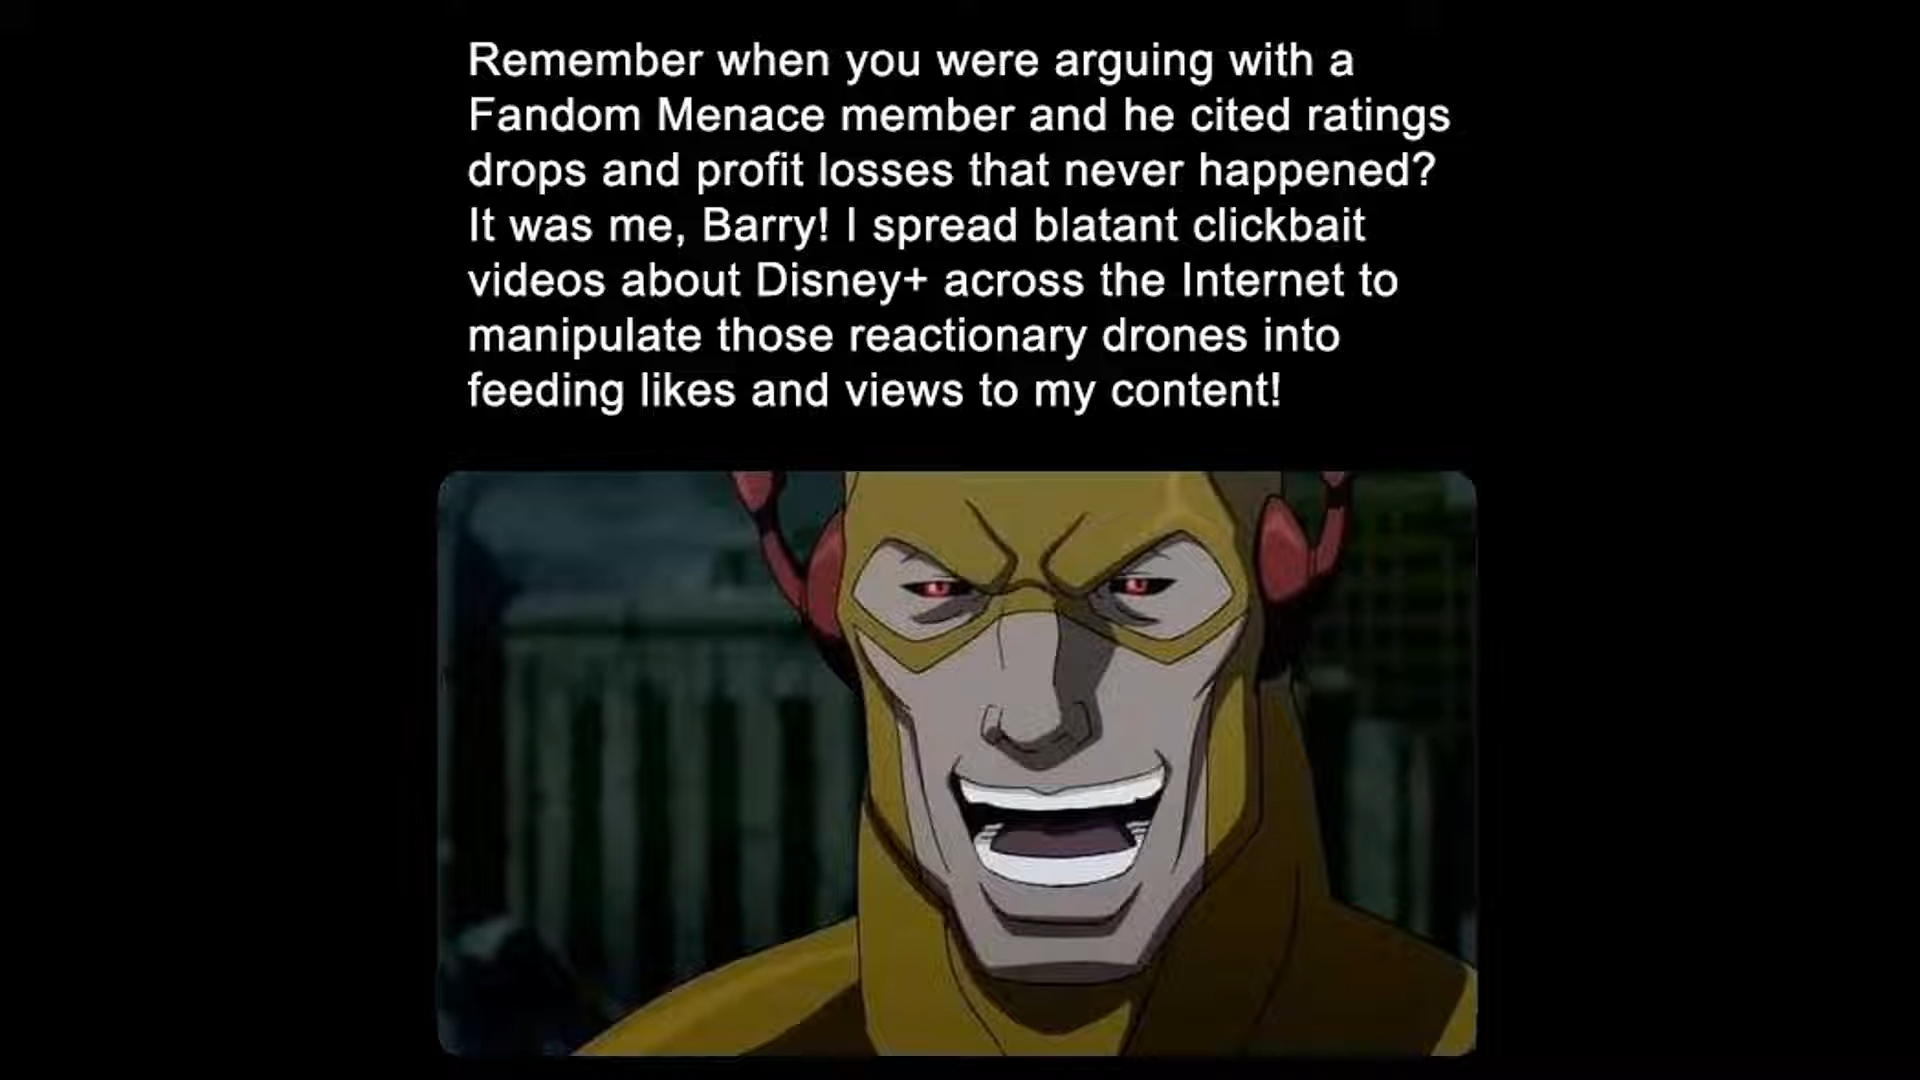 Remember when you were arguing with a
Fandom Menace member and he cited ratings
drops and profit losses that never happened?
It was me, Barry! I spread blatant clickbait
videos about Disney+ across the Internet to
manipulate those reactionary drones into
feeding likes and views to my content!